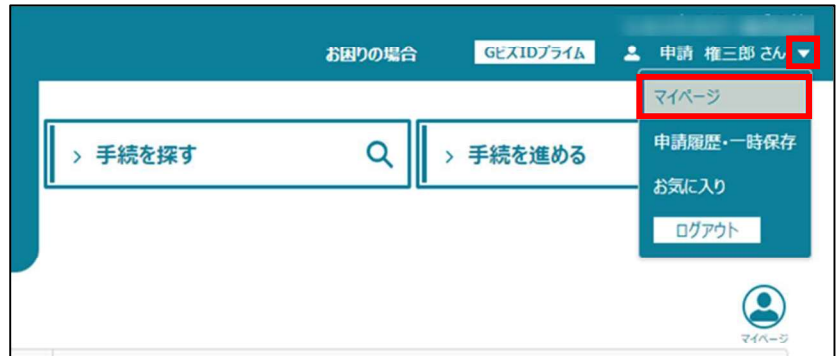 お困りの場合
GビズIDプライム
申請 権三郎 さん
マイページ
申請履歴・一時保存
お気に入り
ログアウト
手続を探す
手続を進める
マイページ